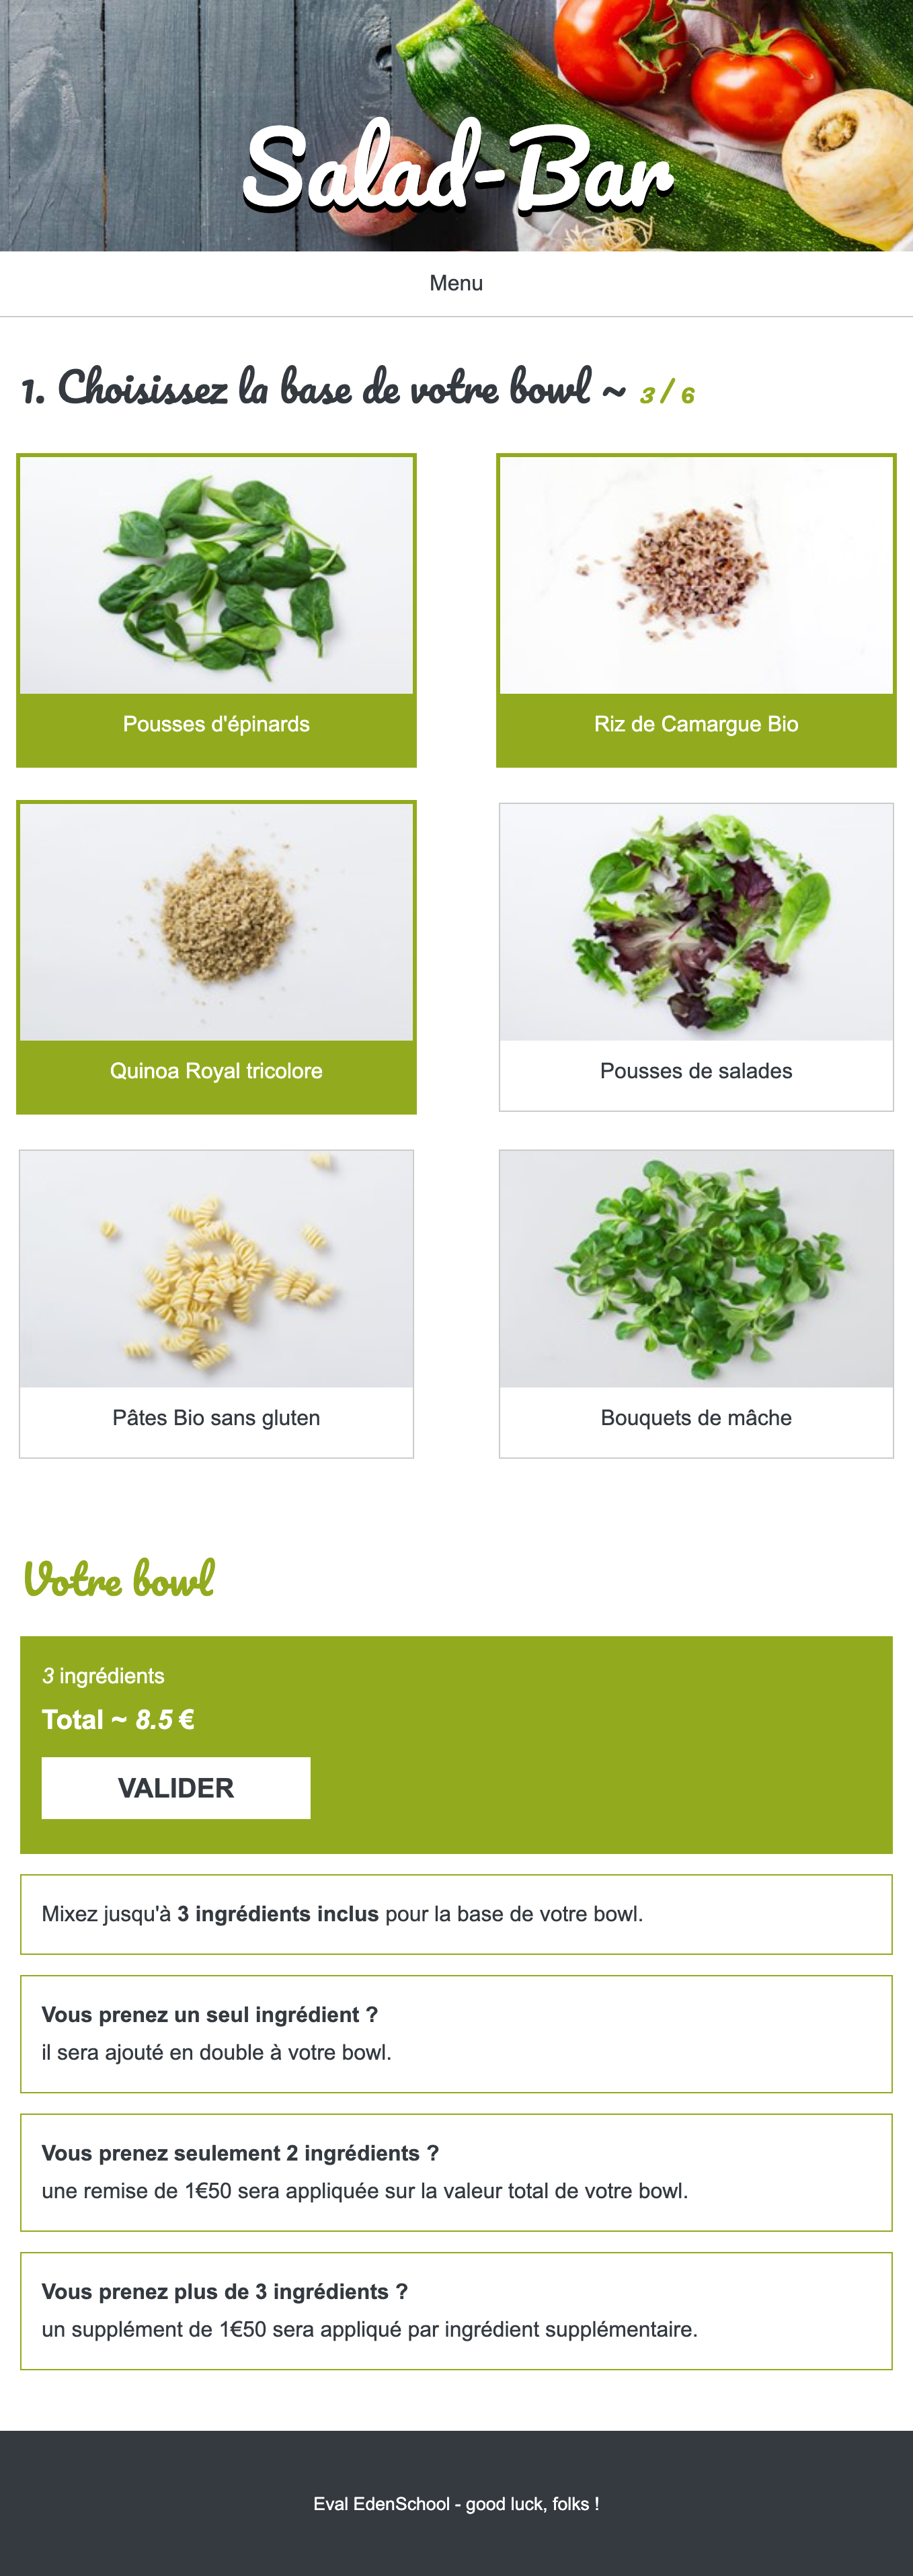 Salad-Bar
Menu
1. Choisissez la base de votre bowl ~ 3 / 6
Pousses d'épinards
Riz de Camargue Bio
Quinoa Royal tricolore
Pousses de salades
Pâtes Bio sans gluten
Bouquets de mâche
Votre bowl
3 ingrédients
Total ~ 8.5 €
VALIDER
Mixez jusqu'à 3 ingrédients inclus pour la base de votre bowl.
Vous prenez un seul ingrédient ?
il sera ajouté en double à votre bowl.
Vous prenez seulement 2 ingrédients ?
une remise de 1€50 sera appliquée sur la valeur total de votre bowl.
Vous prenez plus de 3 ingrédients ?
un supplément de 1€50 sera appliqué par ingrédient supplémentaire.
Eval EdenSchool - good luck, folks !